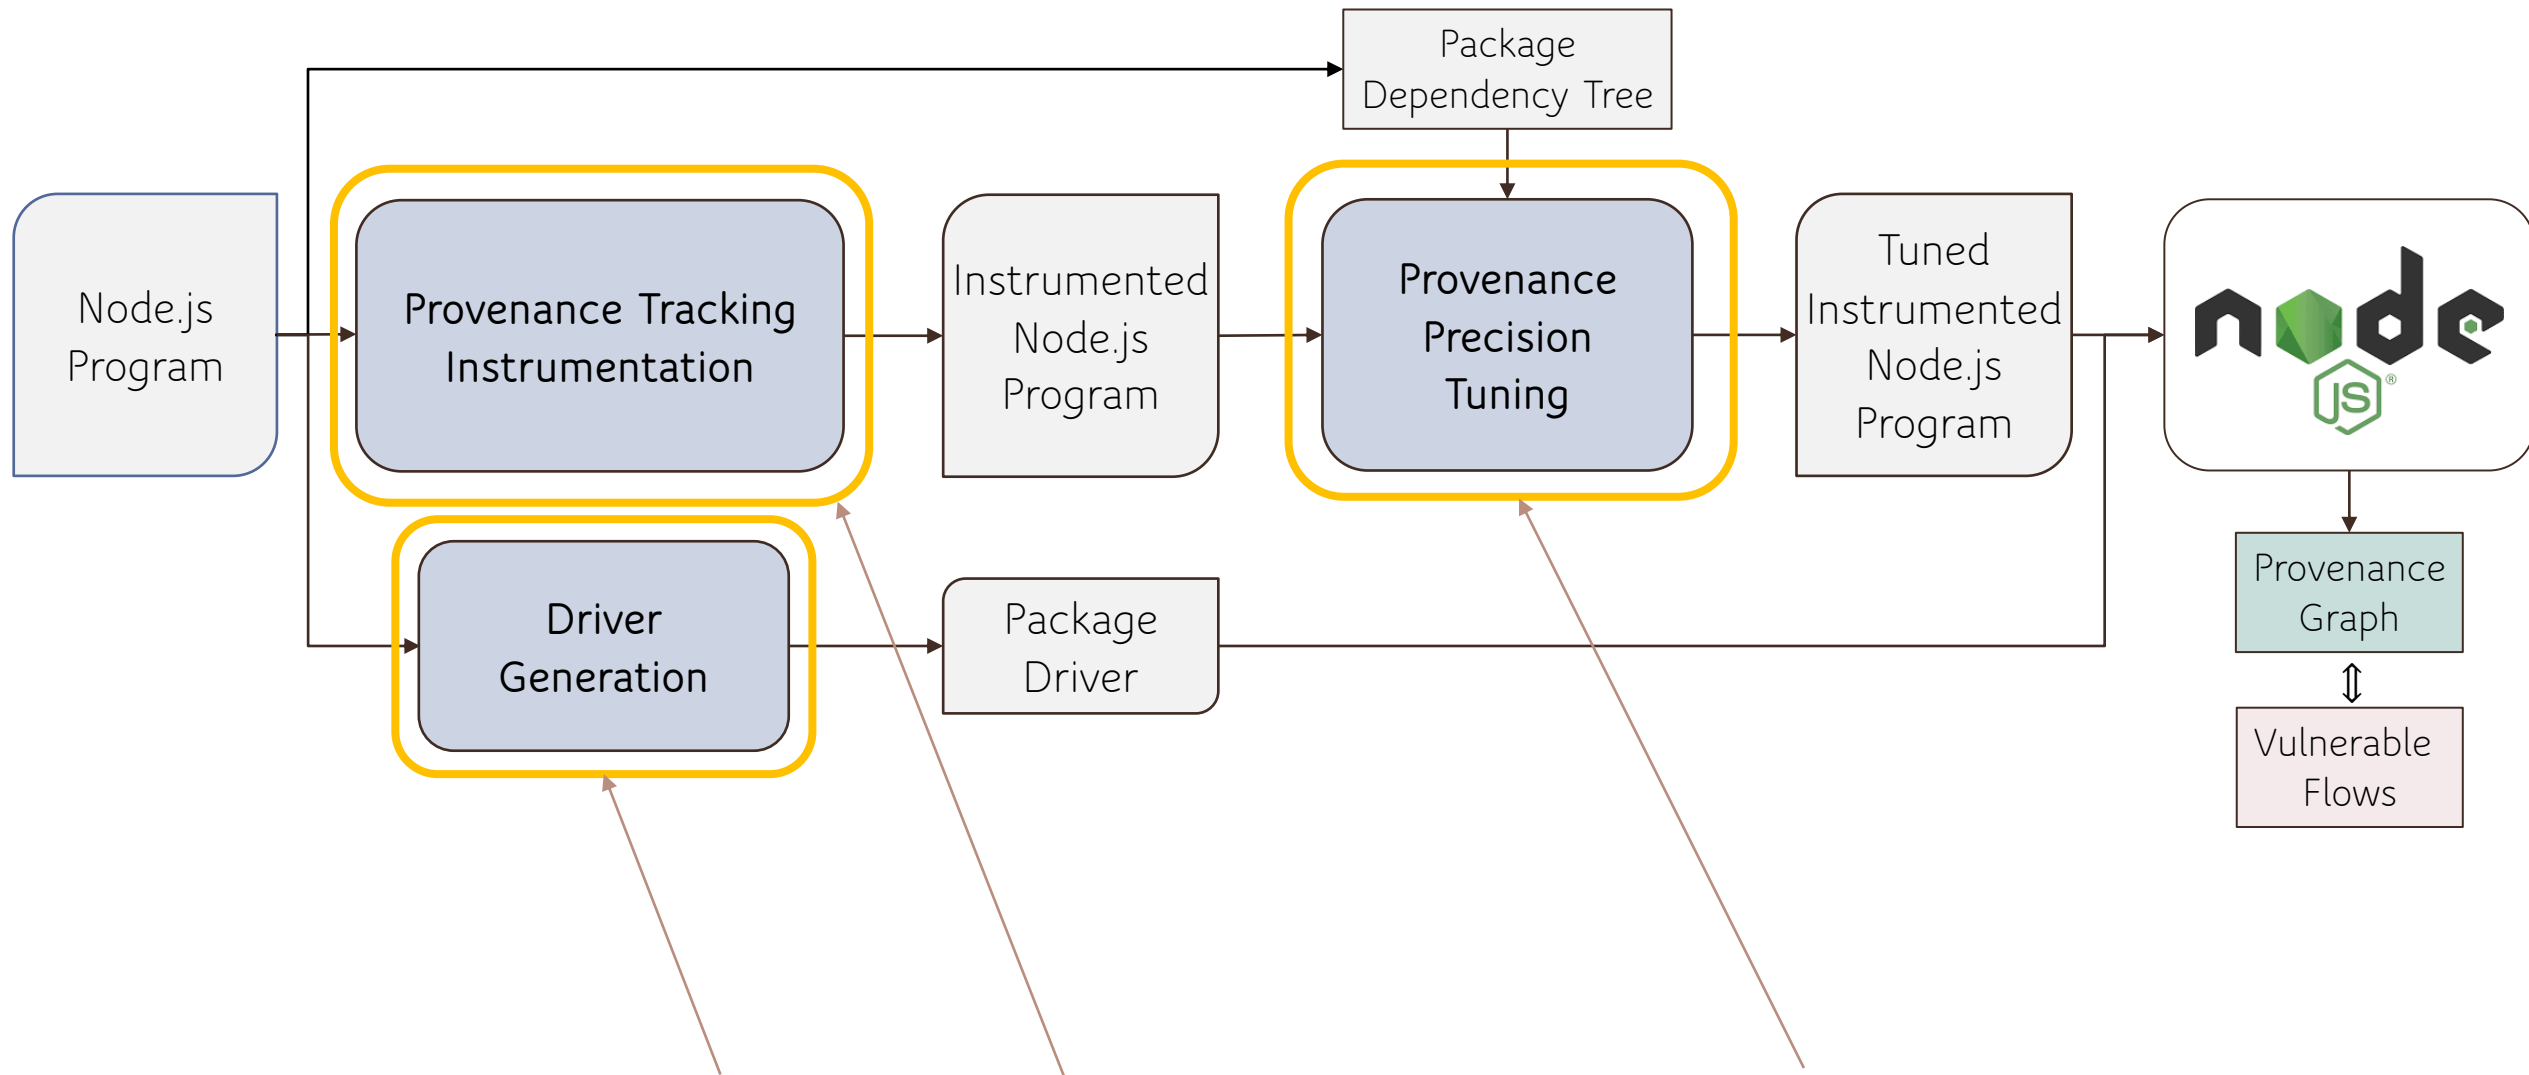 Package
Dependency Tree
Node.js
Program
Provenance Tracking
Instrumentation
Instrumented
Node.js
Program
Provenance
Precision
Tuning
Tuned
Instrumented
Node.js
Program
node
JS®
Driver
Generation
Package
Driver
Provenance
Graph
⇕
Vulnerable
Flows